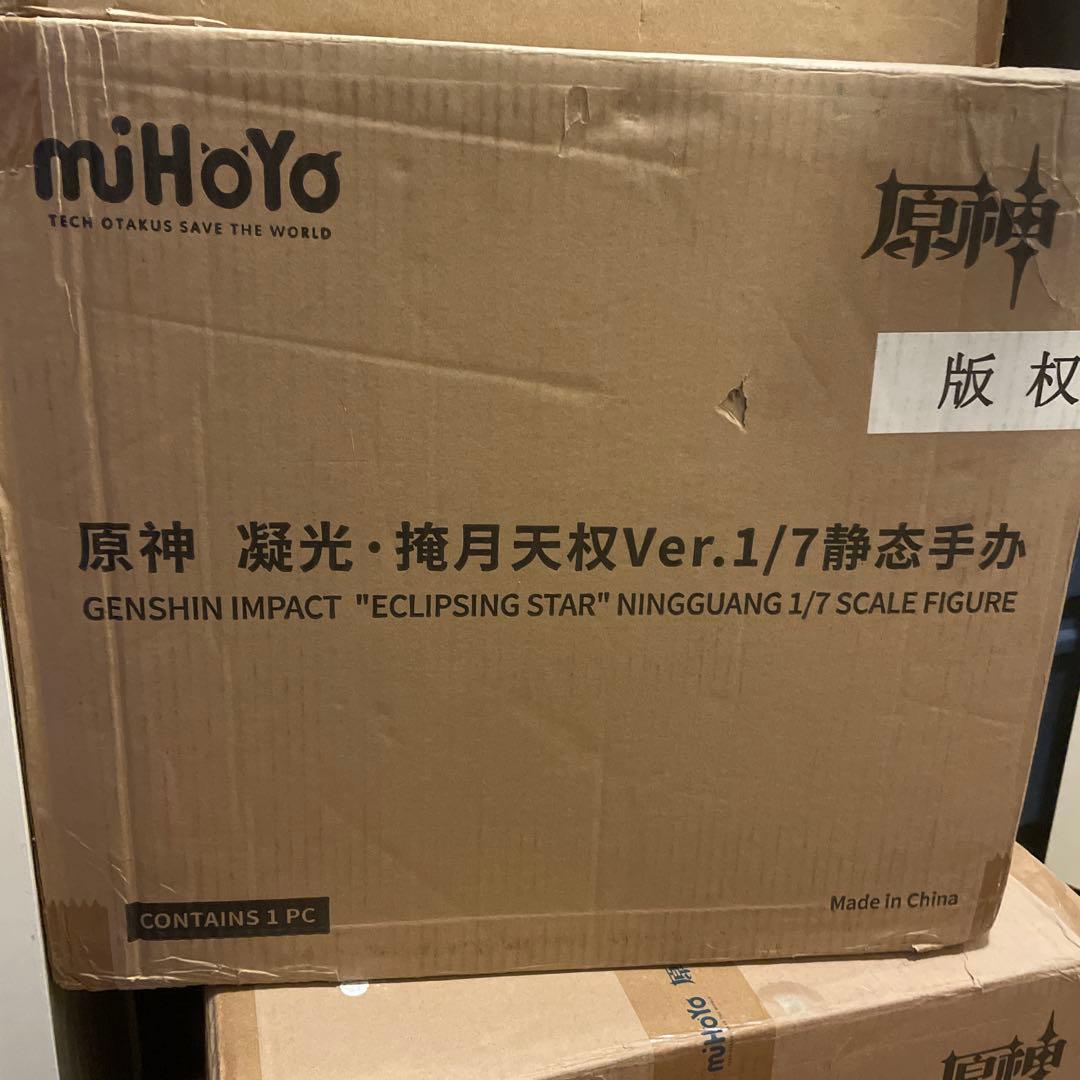 miHoYo
TECH OTAKUS SAVE THE WORLD
原神
版权
原神 凝光·掩月天权Ver.1/7静态手办
GENSHIN IMPACT "ECLIPSING STAR" NINGGUANG 1/7 SCALE FIGURE
CONTAINS 1 PC
Made in China
miHoYo
原神